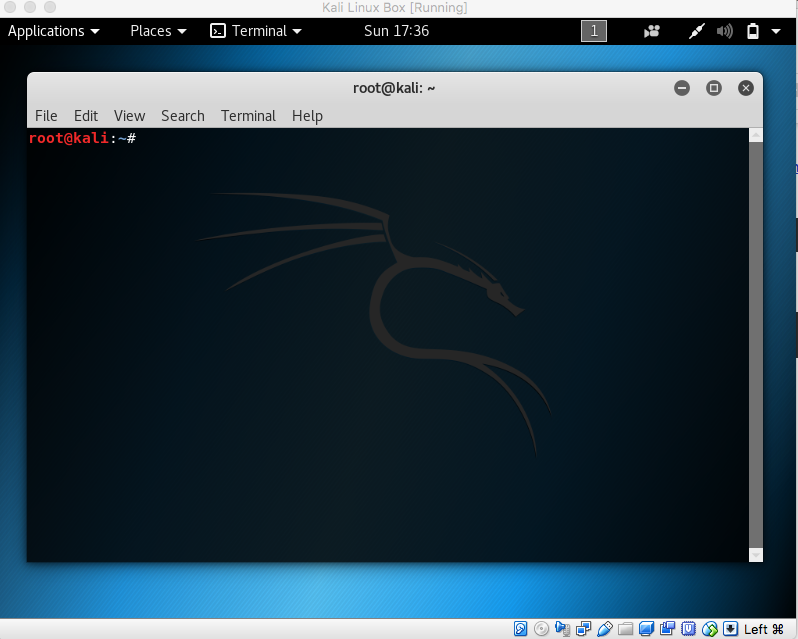 Kali Linux Box [Running]
Applications Places Terminal Sun 17:36 1
root@kali: ~
File Edit View Search Terminal Help
root@kali:~#
Left ⌘